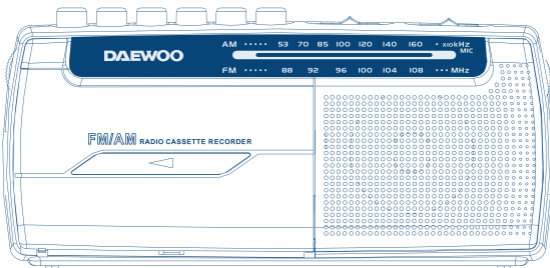 DAEWOO
AM ····· 53 70 85 100 120 140 160 · x10kHz
MIC
FM ····· 88 92 96 100 104 108 ··· MHz
FM/AM RADIO CASSETTE RECORDER